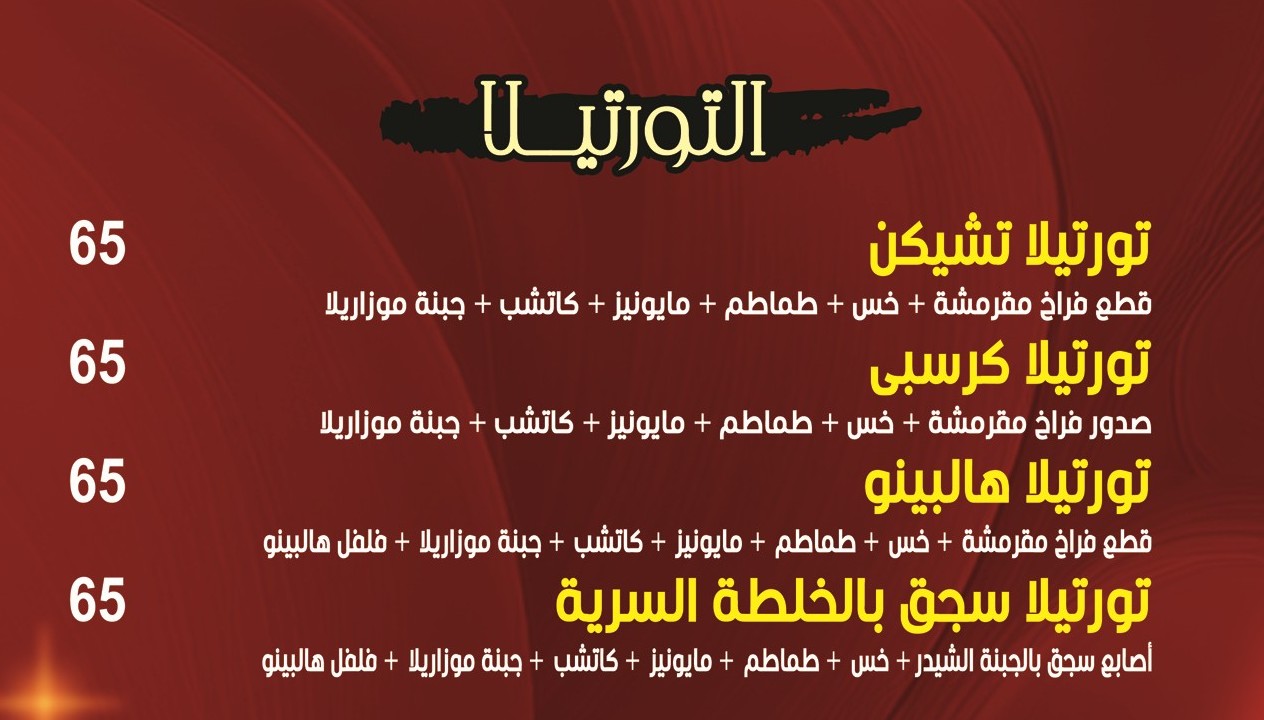 التورتيلا
تورتيلا تشيكن 65
قطع فراخ مقرمشة + خس + طماطم + مايونيز + كاتشب + جبنة موزاريلا
تورتيلا كرسبى 65
صدور فراخ مقرمشة + خس + طماطم + مايونيز + كاتشب + جبنة موزاريلا
تورتيلا هالبينو 65
قطع فراخ مقرمشة + خس + طماطم + مايونيز + كاتشب + جبنة موزاريلا + فلفل هالبينو
تورتيلا سجق بالخلطة السرية 65
أصابع سجق بالجبنة الشيدر + خس + طماطم + مايونيز + كاتشب + جبنة موزاريلا + فلفل هالبينو